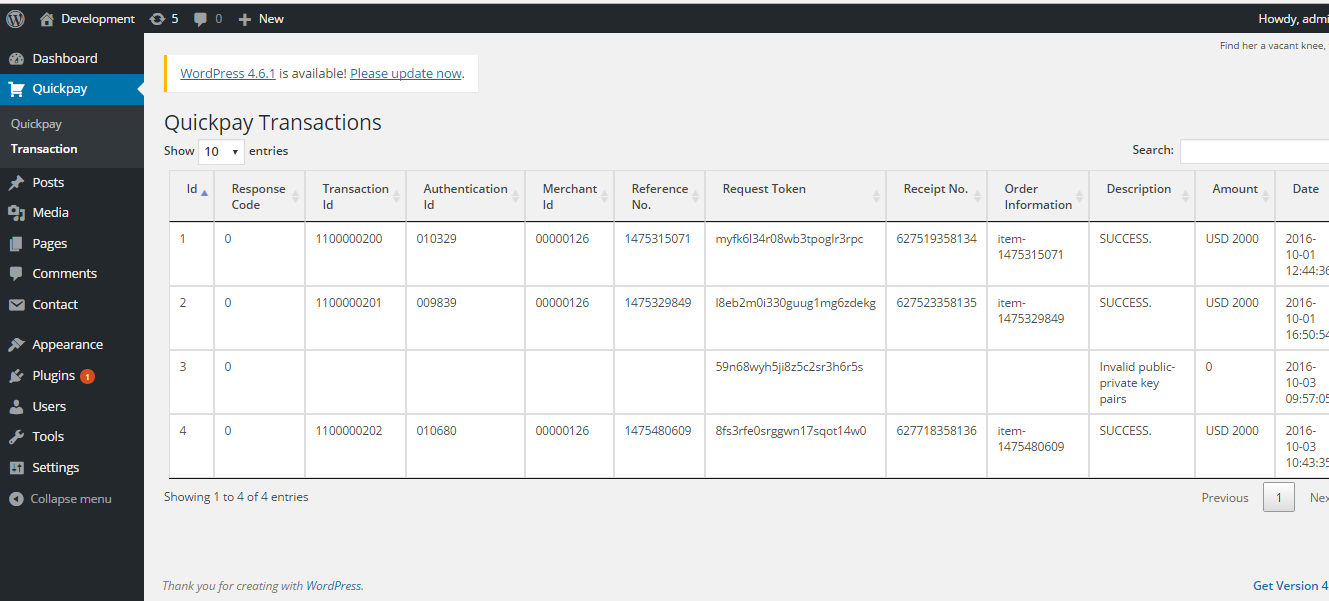 Development 5 0 New Howdy, admi
Dashboard
Quickpay
Quickpay
Transaction
Posts
Media
Pages
Comments
Contact
Appearance
Plugins 1
Users
Tools
Settings
Collapse menu
Find her a vacant knee,
WordPress 4.6.1 is available! Please update now.
Quickpay Transactions
Show 10 entries
Search:
Id Response Transaction Authentication Merchant Reference Request Token Receipt No. Order Description Amount Date
Code Id Id Id No. Information
1 0 1100000200 010329 00000126 1475315071 myfk6l34r08wb3tpoglr3rpc 627519358134 item- SUCCESS. USD 2000 2016-
1475315071 10-01
12:44:36
2 0 1100000201 009839 00000126 1475329849 l8eb2m0i330guug1mg6zdekg 627523358135 item- SUCCESS. USD 2000 2016-
1475329849 10-01
16:50:54
3 0 59n68wyh5ji8z5c2sr3h6r5s Invalid public- 0 2016-
private key 10-03
pairs 09:57:05
4 0 1100000202 010680 00000126 1475480609 8fs3rfe0srggwn17sqot14w0 627718358136 item- SUCCESS. USD 2000 2016-
1475480609 10-03
10:43:35
Showing 1 to 4 of 4 entries
Previous 1 Nex
Thank you for creating with WordPress.
Get Version 4